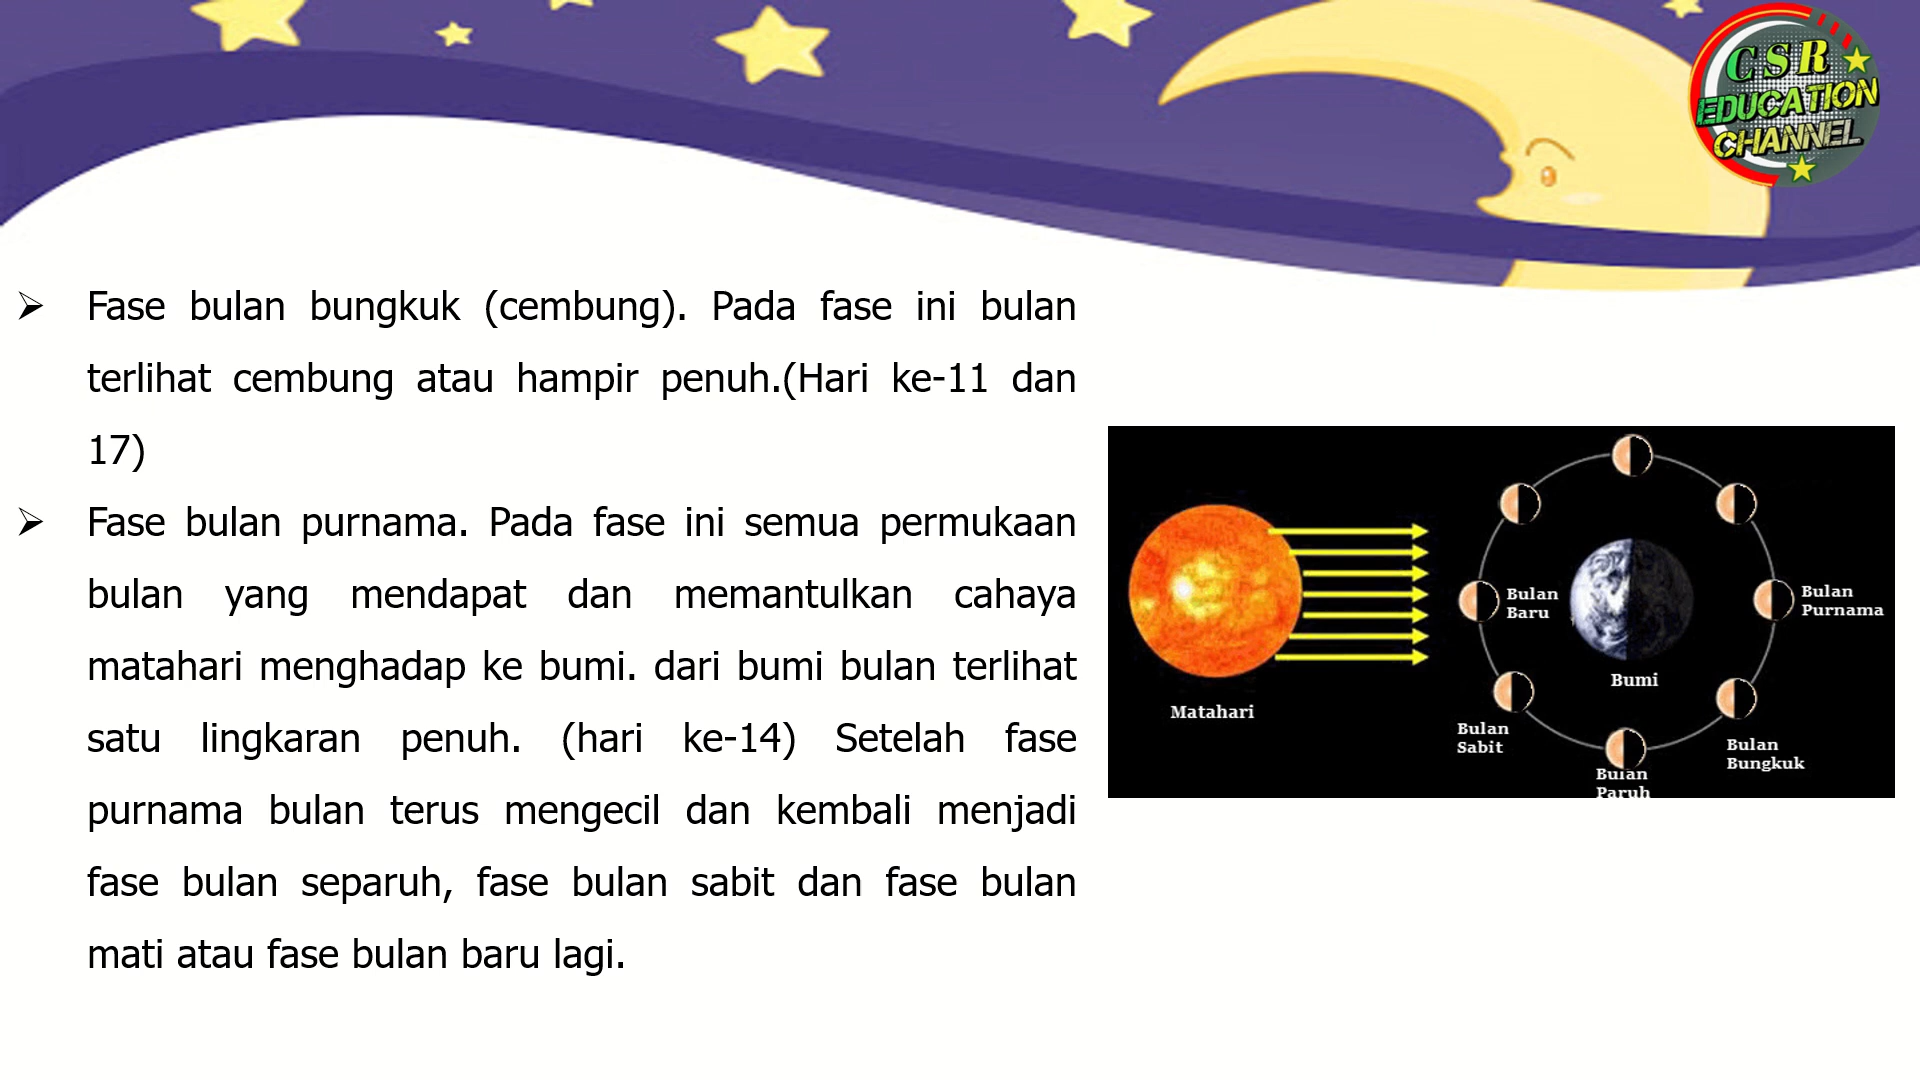 CSR
EDUCATION
CHANNEL
Fase bulan bungkuk (cembung). Pada fase ini bulan
terlihat cembung atau hampir penuh.(Hari ke-11 dan
17)
Fase bulan purnama. Pada fase ini semua permukaan
bulan yang mendapat dan memantulkan cahaya
matahari menghadap ke bumi. dari bumi bulan terlihat
satu lingkaran penuh. (hari ke-14) Setelah fase
purnama bulan terus mengecil dan kembali menjadi
fase bulan separuh, fase bulan sabit dan fase bulan
mati atau fase bulan baru lagi.
Matahari
Bulan
Baru
Bumi
Bulan
Purnama
Bulan
Sabit
Bulan
Paruh
Bulan
Bungkuk